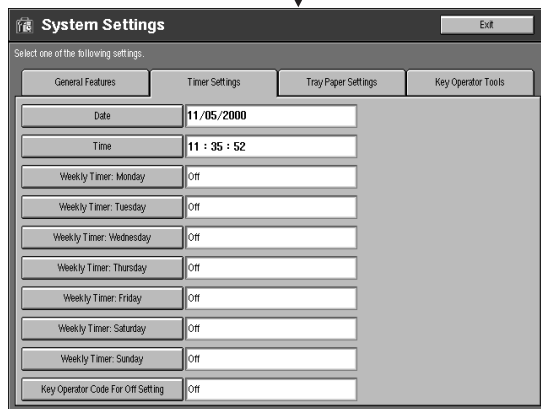 System Settings
Exit
Select one of the following settings.
General Features
Timer Settings
Tray Paper Settings
Key Operator Tools
Date
11/05/2000
Time
11 : 35 : 52
Weekly Timer: Monday
Off
Weekly Timer: Tuesday
Off
Weekly Timer: Wednesday
Off
Weekly Timer: Thursday
Off
Weekly Timer: Friday
Off
Weekly Timer: Saturday
Off
Weekly Timer: Sunday
Off
Key Operator Code For Off Setting
Off